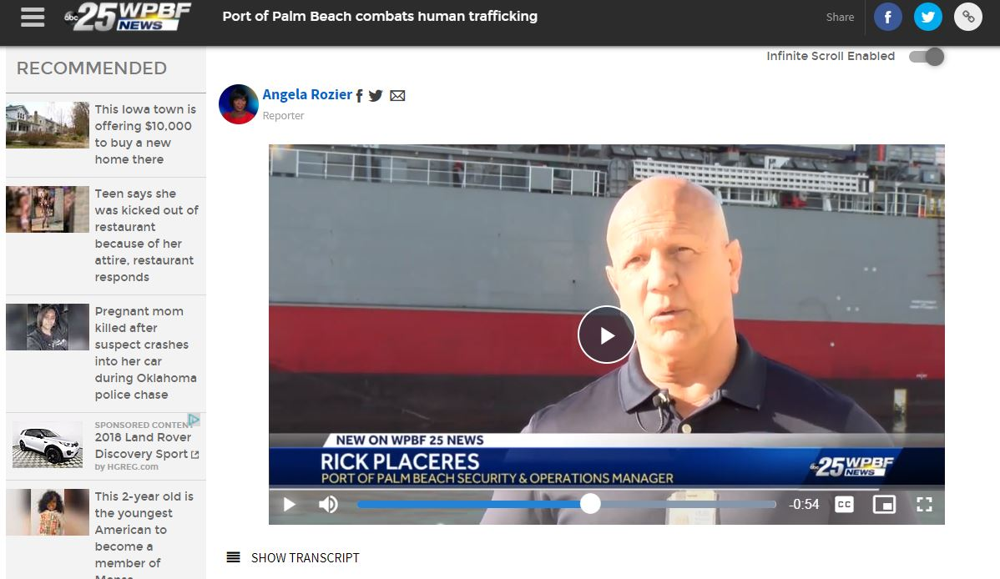 abc 25 WPBF NEWS
Port of Palm Beach combats human trafficking
Share
Infinite Scroll Enabled
RECOMMENDED
This Iowa town is
offering $10,000
to buy a new
home there
Teen says she
was kicked out of
restaurant
because of her
attire, restaurant
responds
Pregnant mom
killed after
suspect crashes
into her car
during Oklahoma
police chase
SPONSORED CONTENT
2018 Land Rover
Discovery Sport
by HGREG.com
This 2-year old is
the youngest
American to
become a
member of
Mensa
Angela Rozier
Reporter
NEW ON WPBF 25 NEWS
RICK PLACERES
PORT OF PALM BEACH SECURITY & OPERATIONS MANAGER
abc 25 WPBF NEWS
-0:54
CC
SHOW TRANSCRIPT